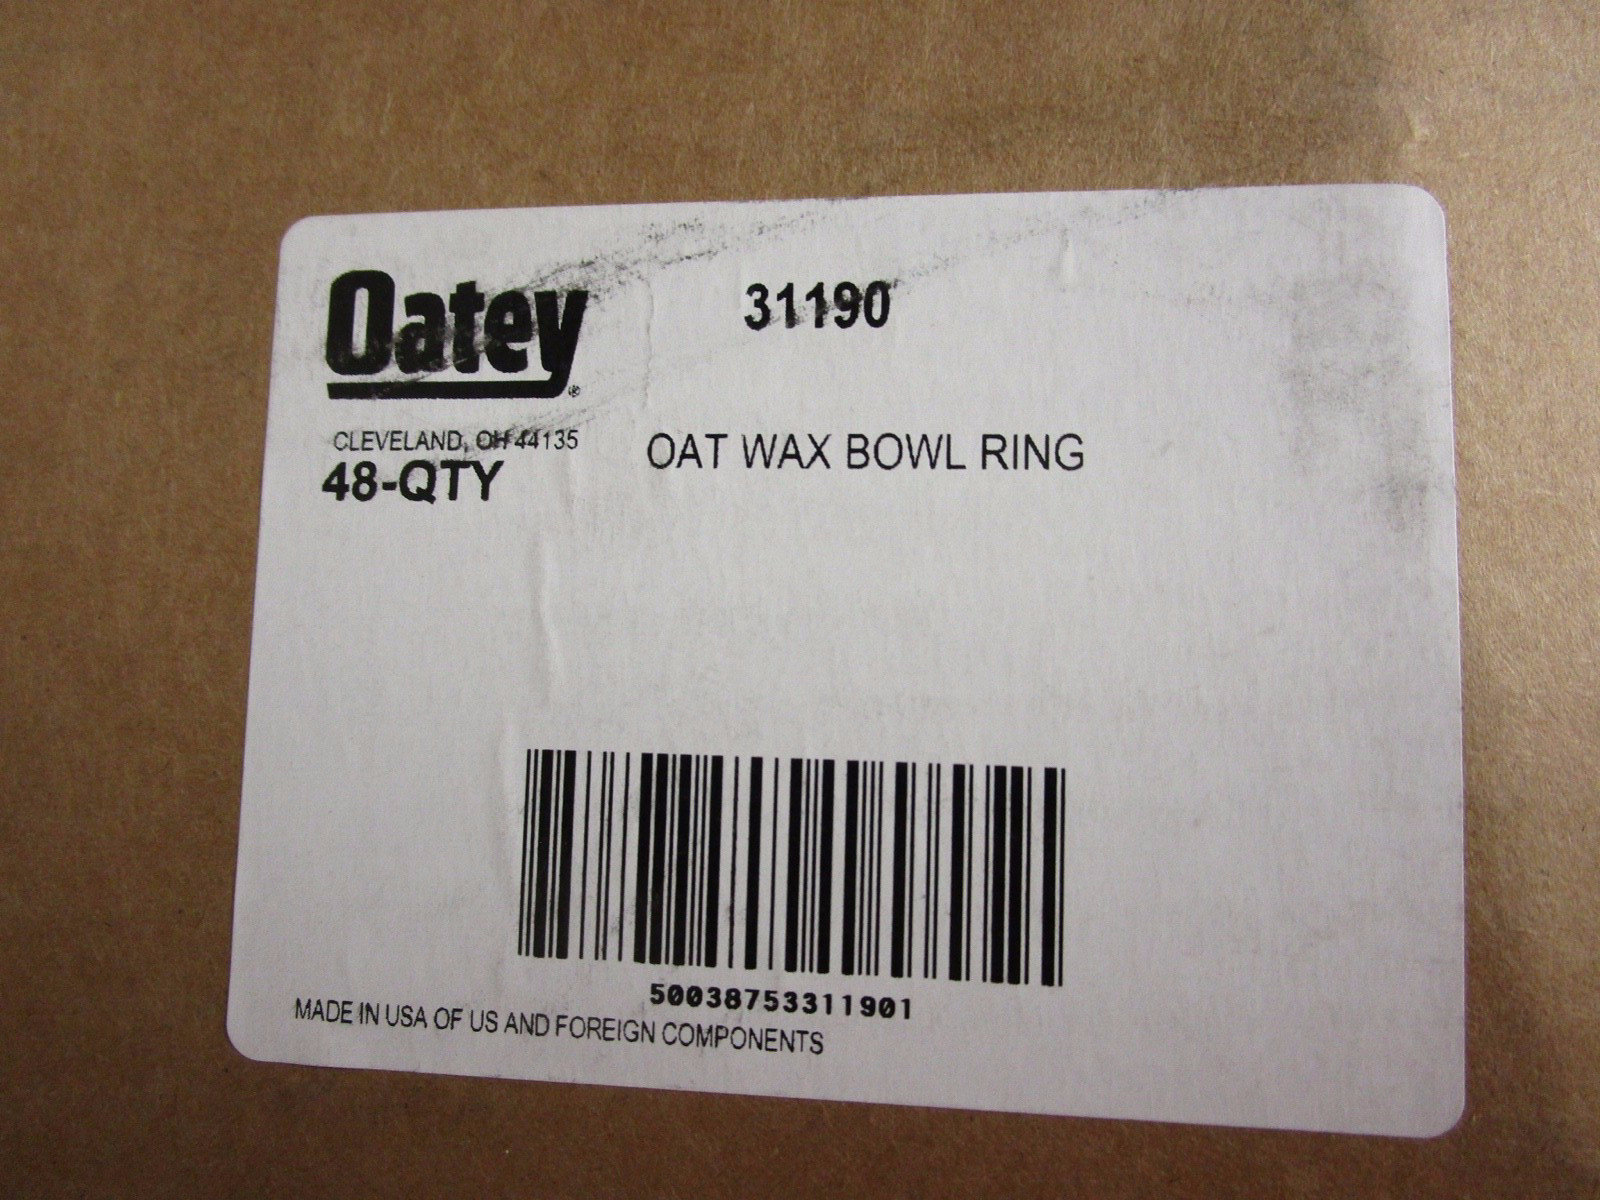 Oatey®
31190
CLEVELAND, OH 44135
48-QTY
OAT WAX BOWL RING
50038753311901
MADE IN USA OF US AND FOREIGN COMPONENTS